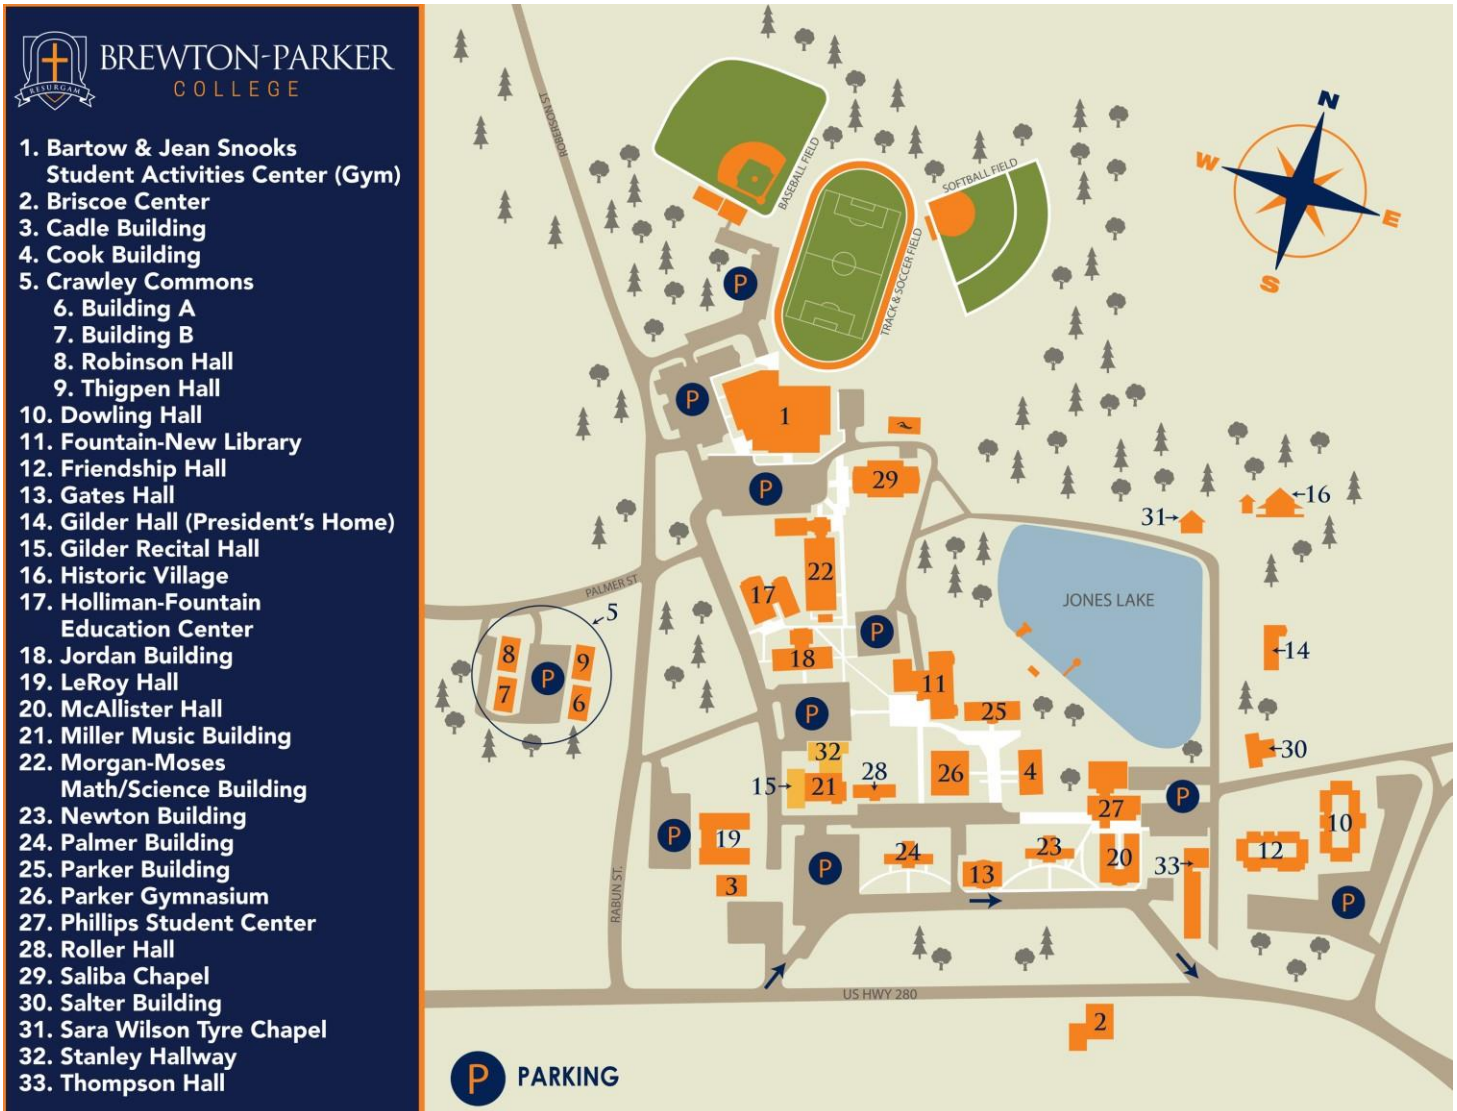 BREWTON-PARKER
COLLEGE
RESURGAM
1. Bartow & Jean Snooks
Student Activities Center (Gym)
2. Briscoe Center
3. Cadle Building
4. Cook Building
5. Crawley Commons
6. Building A
7. Building B
8. Robinson Hall
9. Thigpen Hall
10. Dowling Hall
11. Fountain-New Library
12. Friendship Hall
13. Gates Hall
14. Gilder Hall (President's Home)
15. Gilder Recital Hall
16. Historic Village
17. Holliman-Fountain
Education Center
18. Jordan Building
19. LeRoy Hall
20. McAllister Hall
21. Miller Music Building
22. Morgan-Moses
Math/Science Building
23. Newton Building
24. Palmer Building
25. Parker Building
26. Parker Gymnasium
27. Phillips Student Center
28. Roller Hall
29. Saliba Chapel
30. Salter Building
31. Sara Wilson Tyre Chapel
32. Stanley Hallway
33. Thompson Hall
ROBERSON ST.
BASEBALL FIELD
SOFTBALL FIELD
TRACK & SOCCER FIELD
N
W
E
S
P
P
1
P
29
16
31
22
17
PALMER ST.
JONES LAKE
5
P
18
14
8
9
P
7
6
11
P
25
32
30
15
21
28
26
4
27
P
P
19
10
24
23
12
20
33
P
13
3
P
RABUN ST.
US HWY 280
2
P PARKING